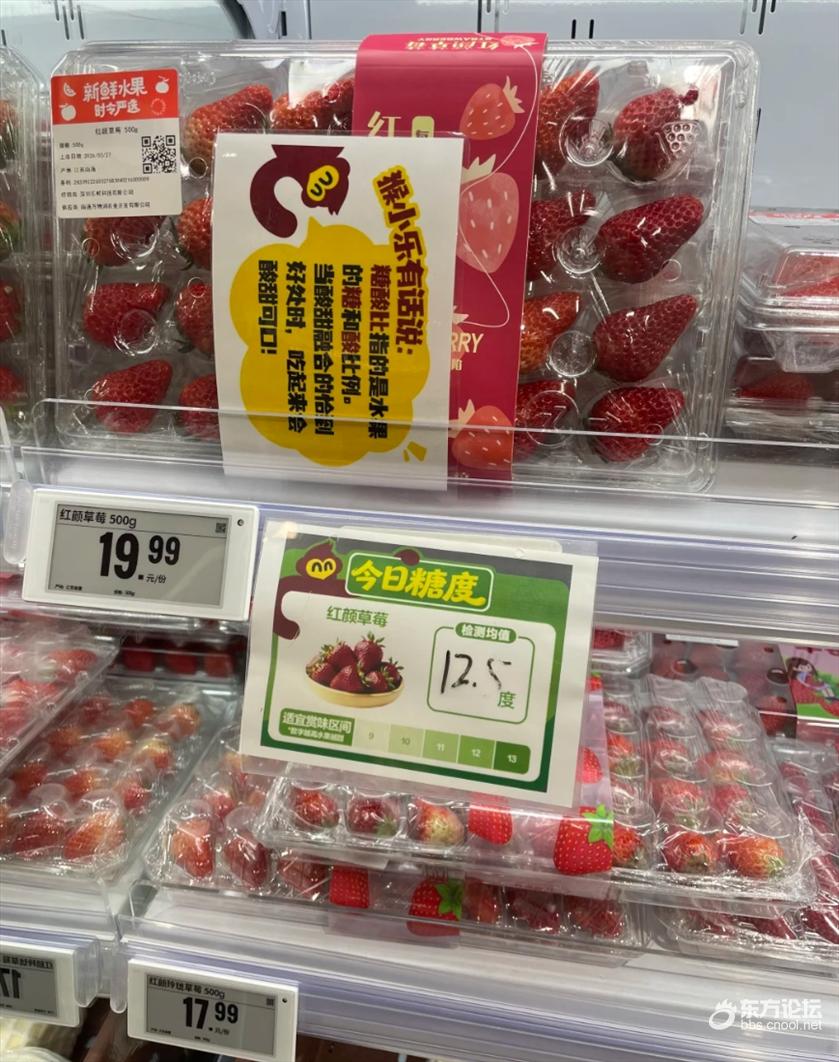 新鲜水果
时令严选
红颜草莓 500g
红颜草莓
STRAWBERRY
红
RRY
猴小乐有话说:
糖酸比指的是水果
的糖和酸比例。
当酸甜融合的恰到
好处时，吃起来会
酸甜可口!
红颜草莓 500g
19.99
元/份
今日糖度
红颜草莓
检测均值
12.5度
适宜赏味区间
9 10 11 12 13
红颜玲珑草莓 500g
17.99
元/份
17
东方论坛
bbs.cnool.net